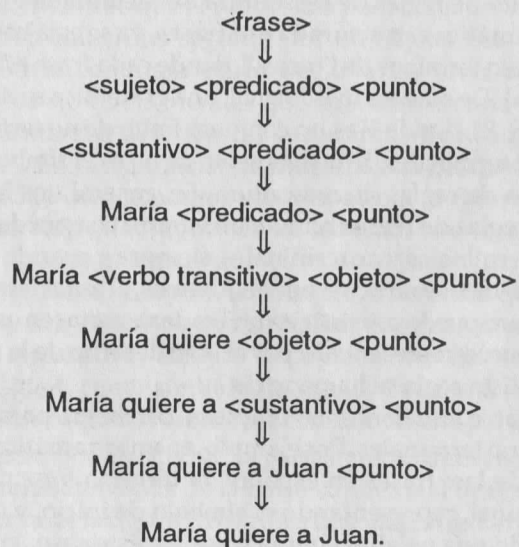 <frase>
⇓
<sujeto> <predicado> <punto>
⇓
<sustantivo> <predicado> <punto>
⇓
María <predicado> <punto>
⇓
María <verbo transitivo> <objeto> <punto>
⇓
María quiere <objeto> <punto>
⇓
María quiere a <sustantivo> <punto>
⇓
María quiere a Juan <punto>
⇓
María quiere a Juan.